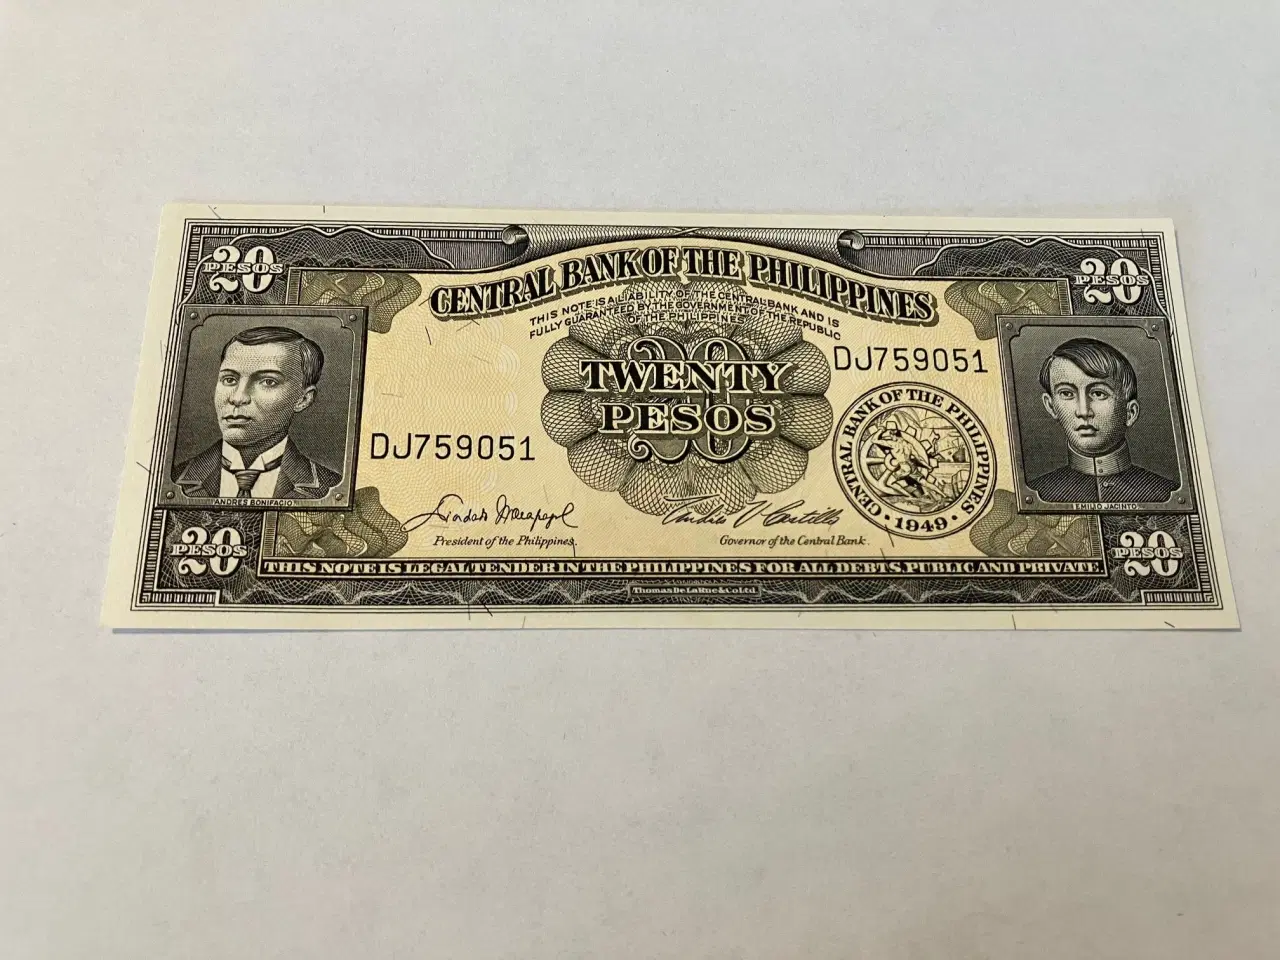 20
PESOS
20
PESOS
CENTRAL BANK OF THE PHILIPPINES
THIS NOTE IS A LIABILITY OF THE CENTRAL BANK AND IS
FULLY GUARANTEED BY THE GOVERNMENT OF THE REPUBLIC
OF THE PHILIPPINES
DJ759051
20
TWENTY
PESOS
DJ759051
CENTRAL BANK OF THE PHILIPPINES
• 1949 •
ANDRES BONIFACIO
EMILIO JACINTO
President of the Philippines.
Governor of the Central Bank.
20
PESOS
20
PESOS
THIS NOTE IS LEGAL TENDER IN THE PHILIPPINES FOR ALL DEBTS PUBLIC AND PRIVATE
Thomas De La Rue & Co Ltd.